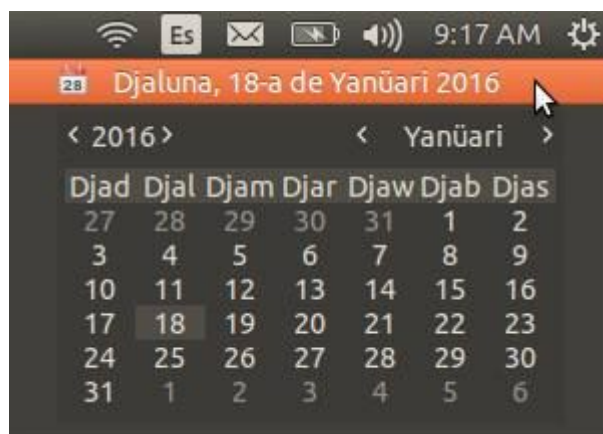 Es 9:17 AM
28 Djaluna, 18-a de Yanüari 2016
< 2016 > < Yanüari >
Djad Djal Djam Djar Djaw Djab Djas
27 28 29 30 31 1 2
3 4 5 6 7 8 9
10 11 12 13 14 15 16
17 18 19 20 21 22 23
24 25 26 27 28 29 30
31 1 2 3 4 5 6